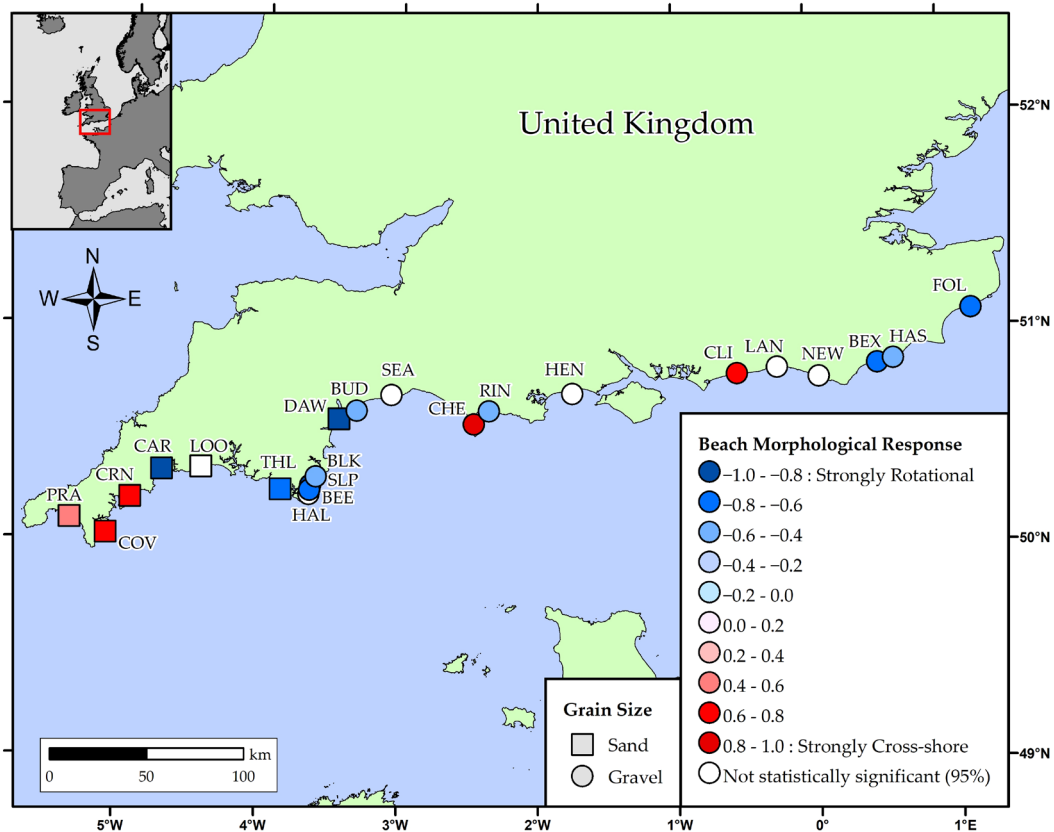 United Kingdom
52°N
N
W
E
S
FOL
51°N
BEX
HAS
CLI
LAN
NEW
HEN
SEA
RIN
BUD
CHE
DAW
CAR
LOO
THL
BLK
SLP
BEE
HAL
CRN
PRA
COV
50°N
Beach Morphological Response
−1.0 - −0.8 : Strongly Rotational
−0.8 - −0.6
−0.6 - −0.4
−0.4 - −0.2
−0.2 - 0.0
0.0 - 0.2
0.2 - 0.4
0.4 - 0.6
0.6 - 0.8
0.8 - 1.0 : Strongly Cross-shore
Not statistically significant (95%)
Grain Size
Sand
Gravel
km
0 50 100
49°N
5°W 4°W 3°W 2°W 1°W 0° 1°E